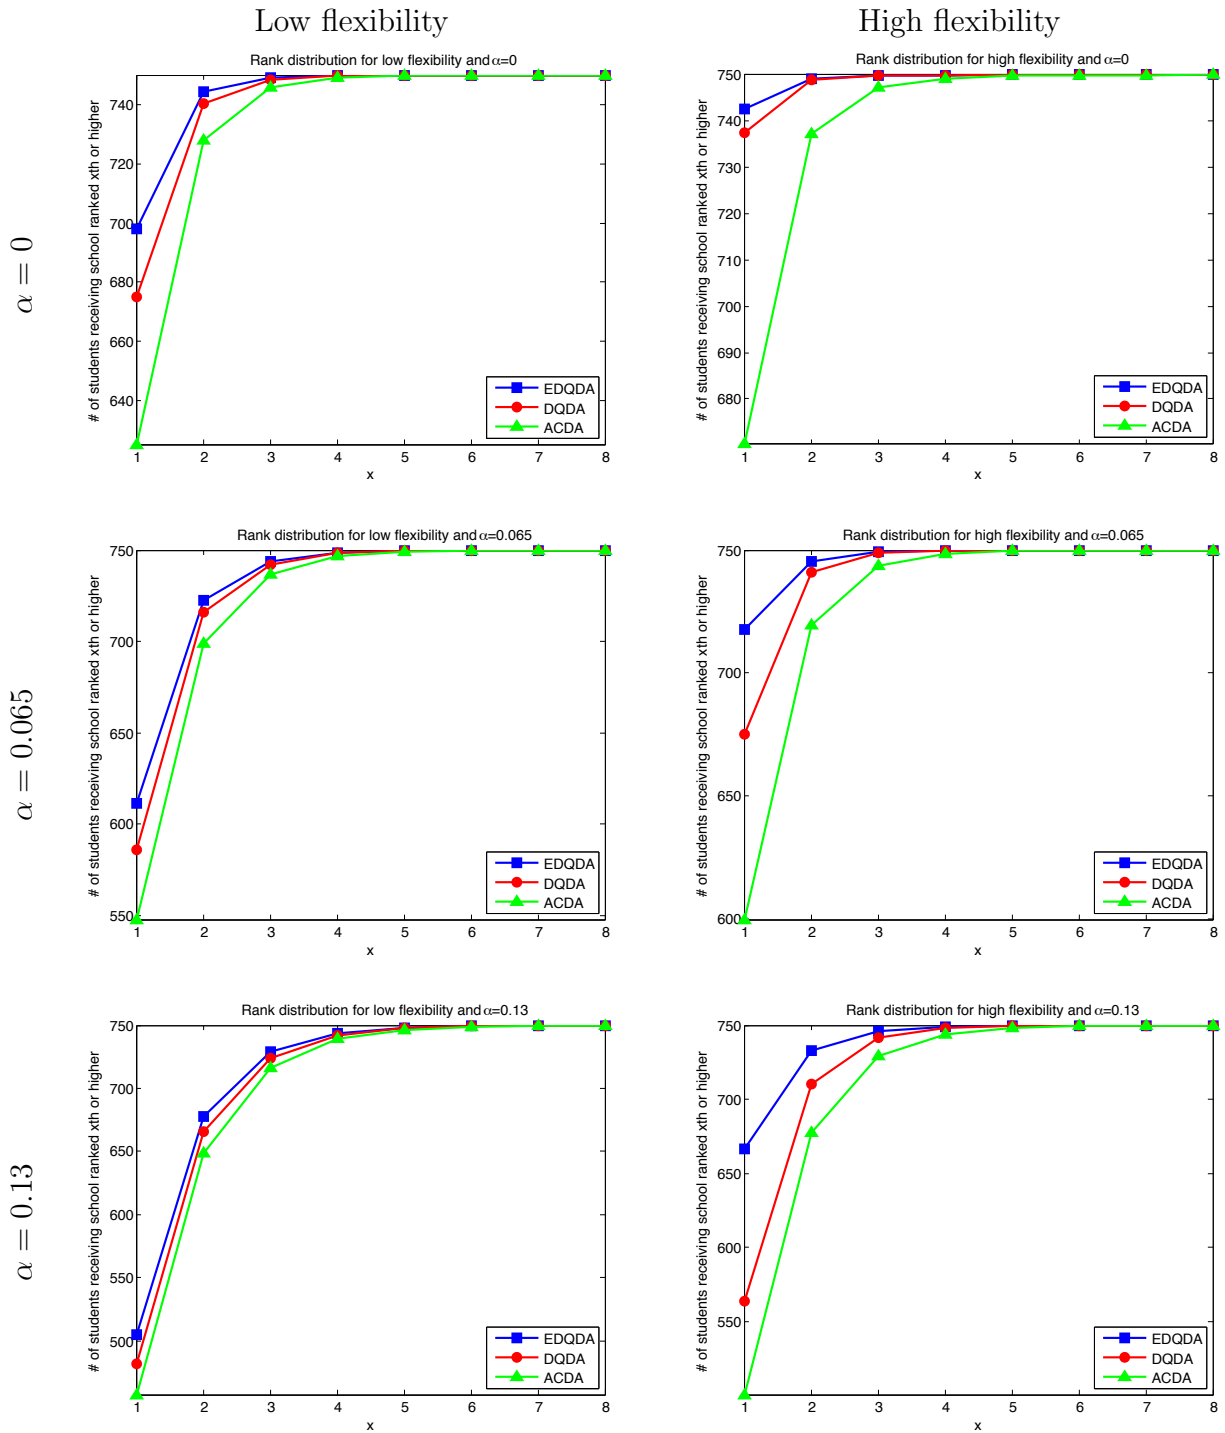 Low flexibility
High flexibility
α = 0
Rank distribution for low flexibility and α=0
# of students receiving school ranked xth or higher
740
720
700
680
660
640
1 2 3 4 5 6 7 8
x
EDQDA
DQDA
ACDA
Rank distribution for high flexibility and α=0
# of students receiving school ranked xth or higher
750
740
730
720
710
700
690
680
1 2 3 4 5 6 7 8
x
EDQDA
DQDA
ACDA
α = 0.065
Rank distribution for low flexibility and α=0.065
# of students receiving school ranked xth or higher
750
700
650
600
550
1 2 3 4 5 6 7 8
x
EDQDA
DQDA
ACDA
Rank distribution for high flexibility and α=0.065
# of students receiving school ranked xth or higher
750
700
650
600
1 2 3 4 5 6 7 8
x
EDQDA
DQDA
ACDA
α = 0.13
Rank distribution for low flexibility and α=0.13
# of students receiving school ranked xth or higher
750
700
650
600
550
500
1 2 3 4 5 6 7 8
x
EDQDA
DQDA
ACDA
Rank distribution for high flexibility and α=0.13
# of students receiving school ranked xth or higher
750
700
650
600
550
1 2 3 4 5 6 7 8
x
EDQDA
DQDA
ACDA